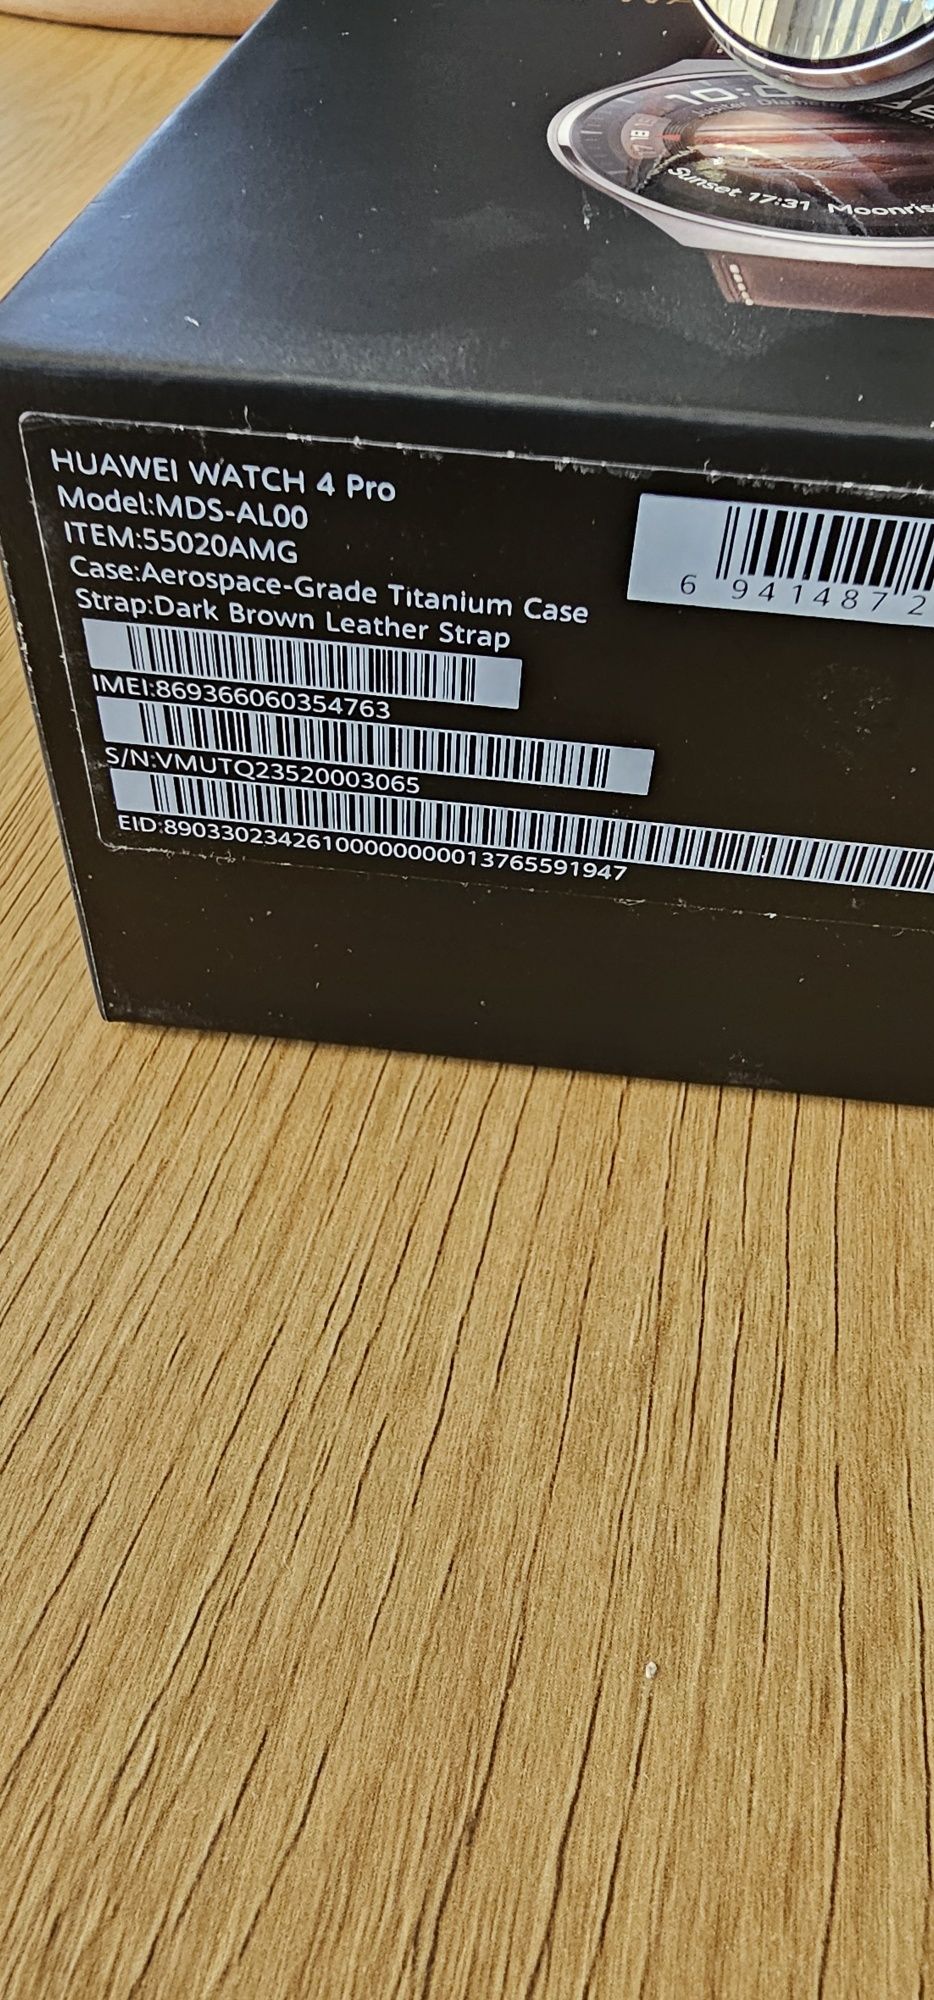 Sunset 17:31 Moonris
HUAWEI WATCH 4 Pro
Model:MDS-AL00
ITEM:55020AMG
Case:Aerospace-Grade Titanium Case
Strap:Dark Brown Leather Strap
6 941487 2
IMEI:869366060354763
S/N:VMUTQ23520003065
EID:89033023426100000000013765591947